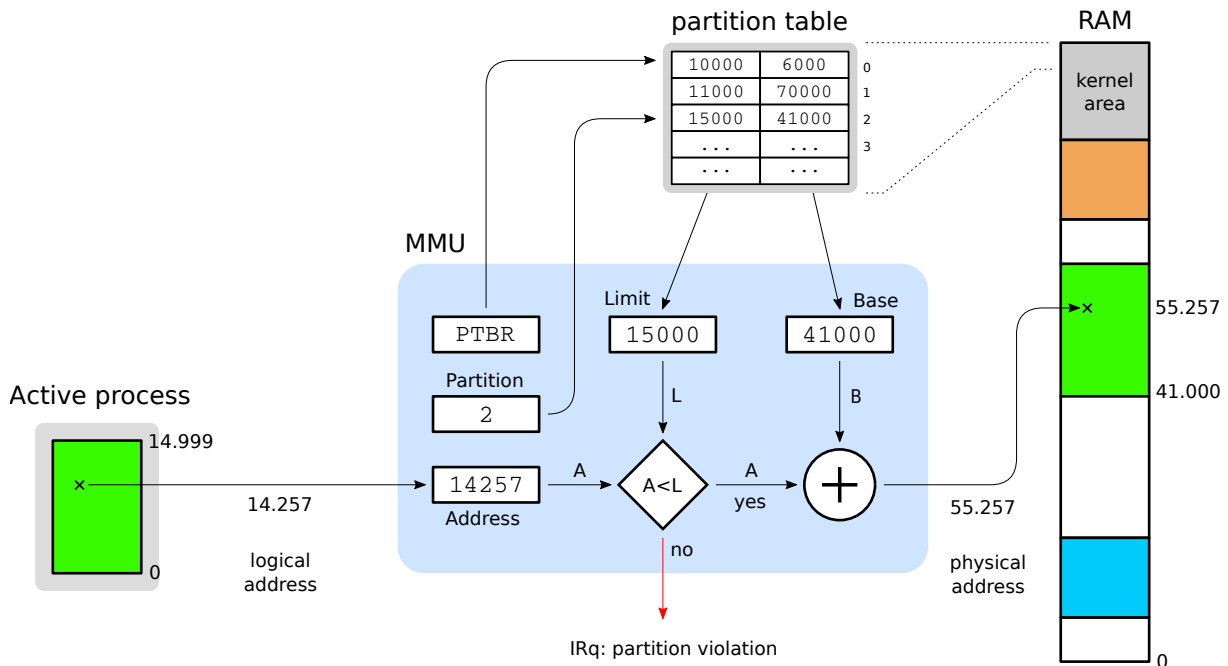 partition table
RAM
10000 6000 0
11000 70000 1
15000 41000 2
... ... 3
... ...
kernel
area
MMU
Limit
Base
PTBR
15000
41000
55.257
Partition
2
L
B
41.000
Active process
14.999
14257
A
A<L
A
yes
14.257
Address
55.257
no
logical
address
physical
address
0
IRq: partition violation
0